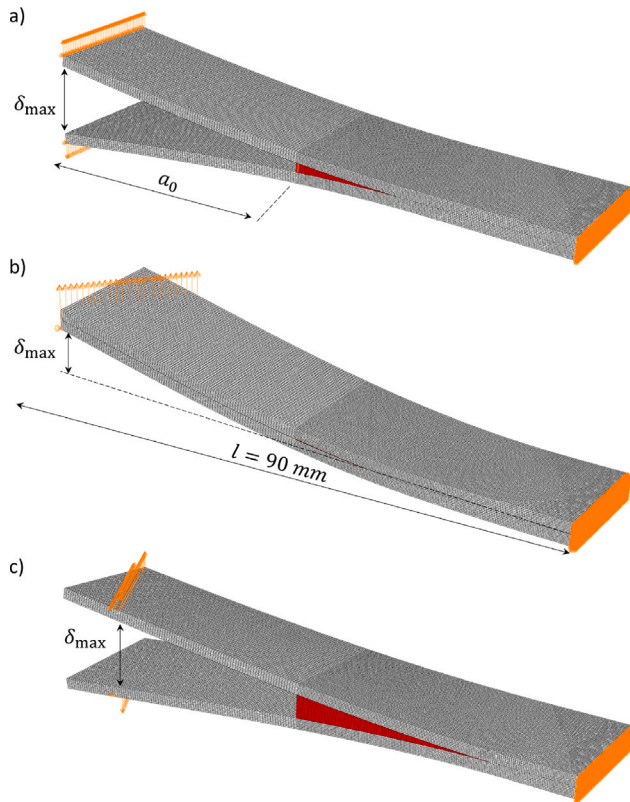 a)
δmax
a0
b)
δmax
l = 90 mm
c)
δmax